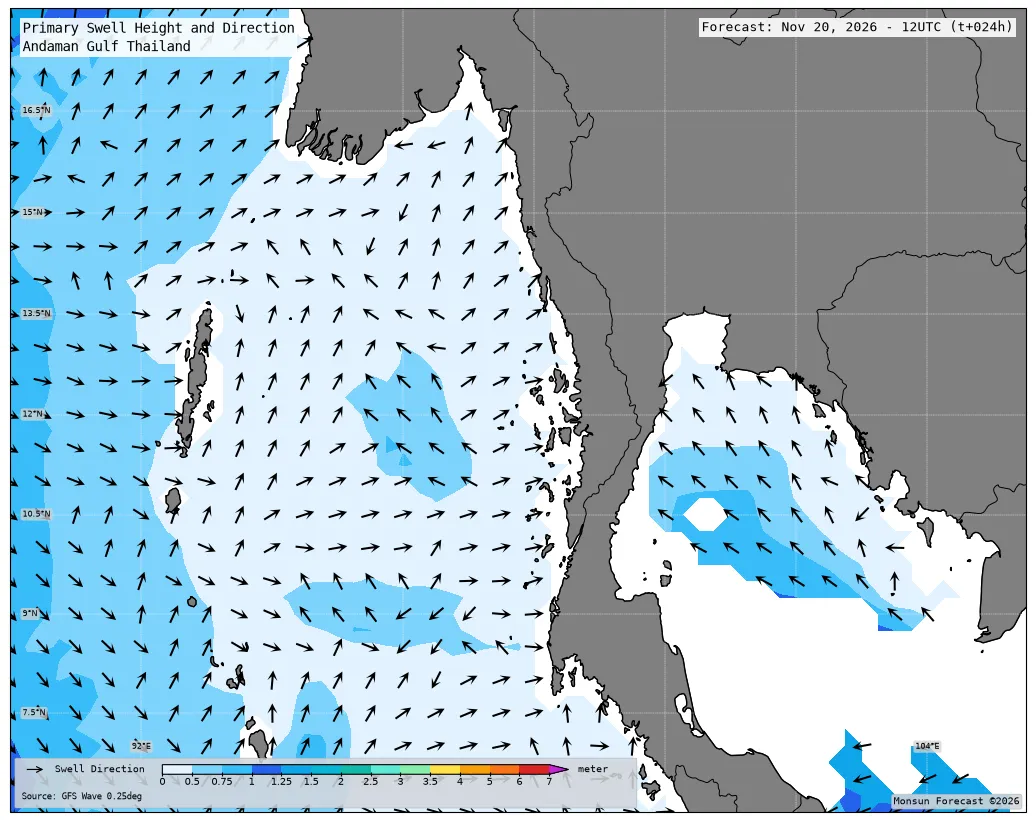 Primary Swell Height and Direction
Andaman Gulf Thailand
Forecast: Nov 20, 2026 - 12UTC (t+024h)
16.5°N
15°N
13.5°N
12°N
10.5°N
9°N
7.5°N
92°E
104°E
Swell Direction
0 0.5 0.75 1 1.25 1.5 2 2.5 3 3.5 4 5 6 7
meter
Source: GFS Wave 0.25deg
Monsun Forecast ©2026